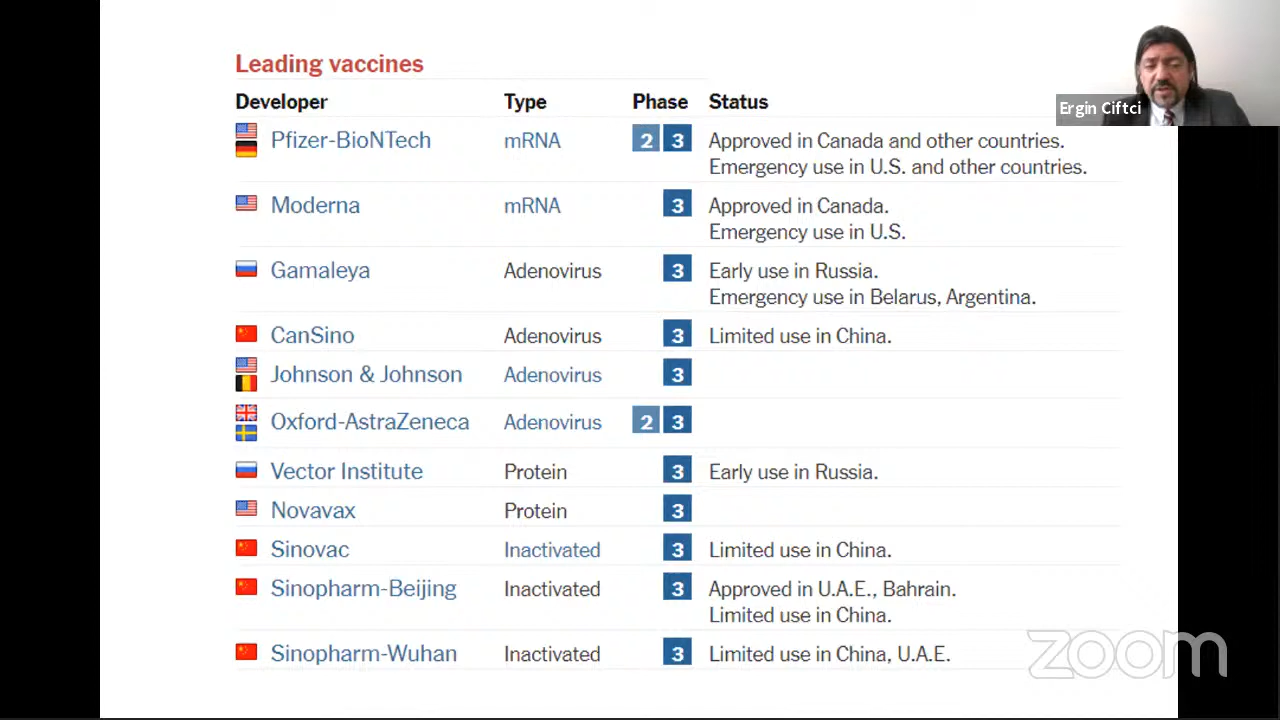 Leading vaccines
Developer Type Phase Status
Pfizer-BioNTech mRNA 2 3 Approved in Canada and other countries.
Emergency use in U.S. and other countries.
Moderna mRNA 3 Approved in Canada.
Emergency use in U.S.
Gamaleya Adenovirus 3 Early use in Russia.
Emergency use in Belarus, Argentina.
CanSino Adenovirus 3 Limited use in China.
Johnson & Johnson Adenovirus 3
Oxford-AstraZeneca Adenovirus 2 3
Vector Institute Protein 3 Early use in Russia.
Novavax Protein 3
Sinovac Inactivated 3 Limited use in China.
Sinopharm-Beijing Inactivated 3 Approved in U.A.E., Bahrain.
Limited use in China.
Sinopharm-Wuhan Inactivated 3 Limited use in China, U.A.E.
Ergin Ciftci
zoom